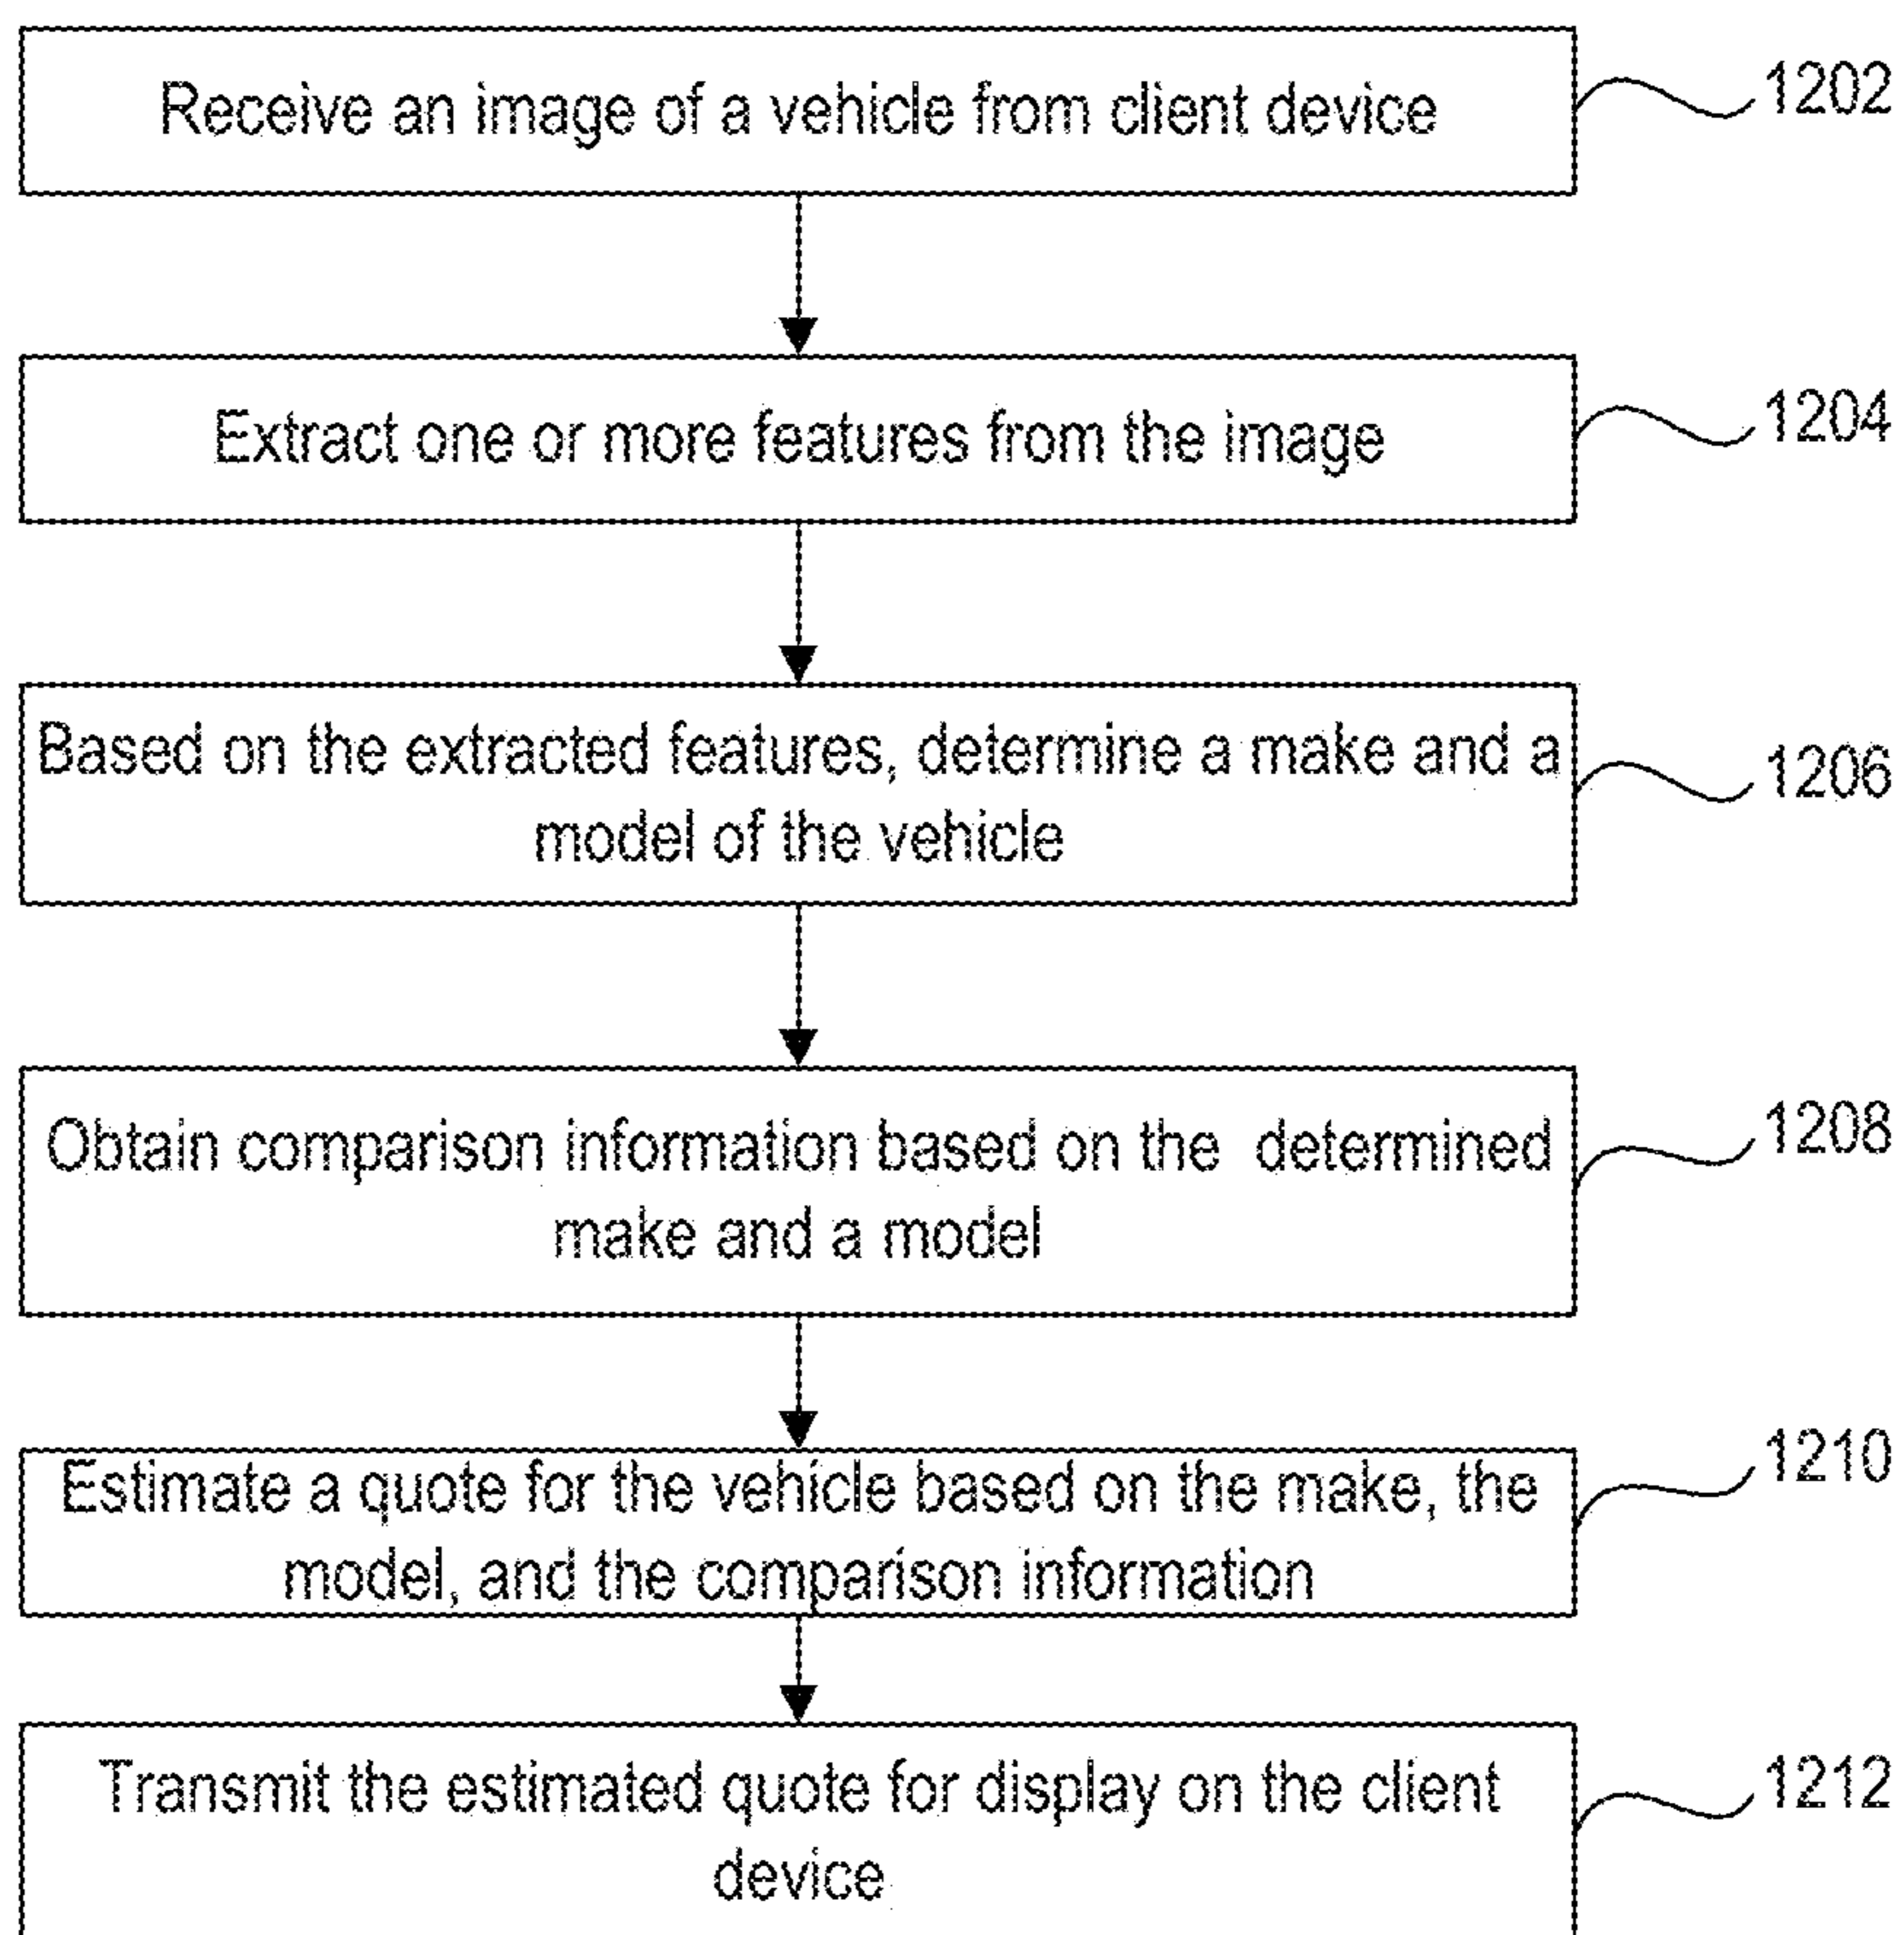 Receive an image of a vehicle from client device
1202
Extract one or more features from the image
1204
Based on the extracted features, determine a make and a
model of the vehicle
1206
Obtain comparison information based on the determined
make and a model
1208
Estimate a quote for the vehicle based on the make, the
model, and the comparison information
1210
Transmit the estimated quote for display on the client
device
1212